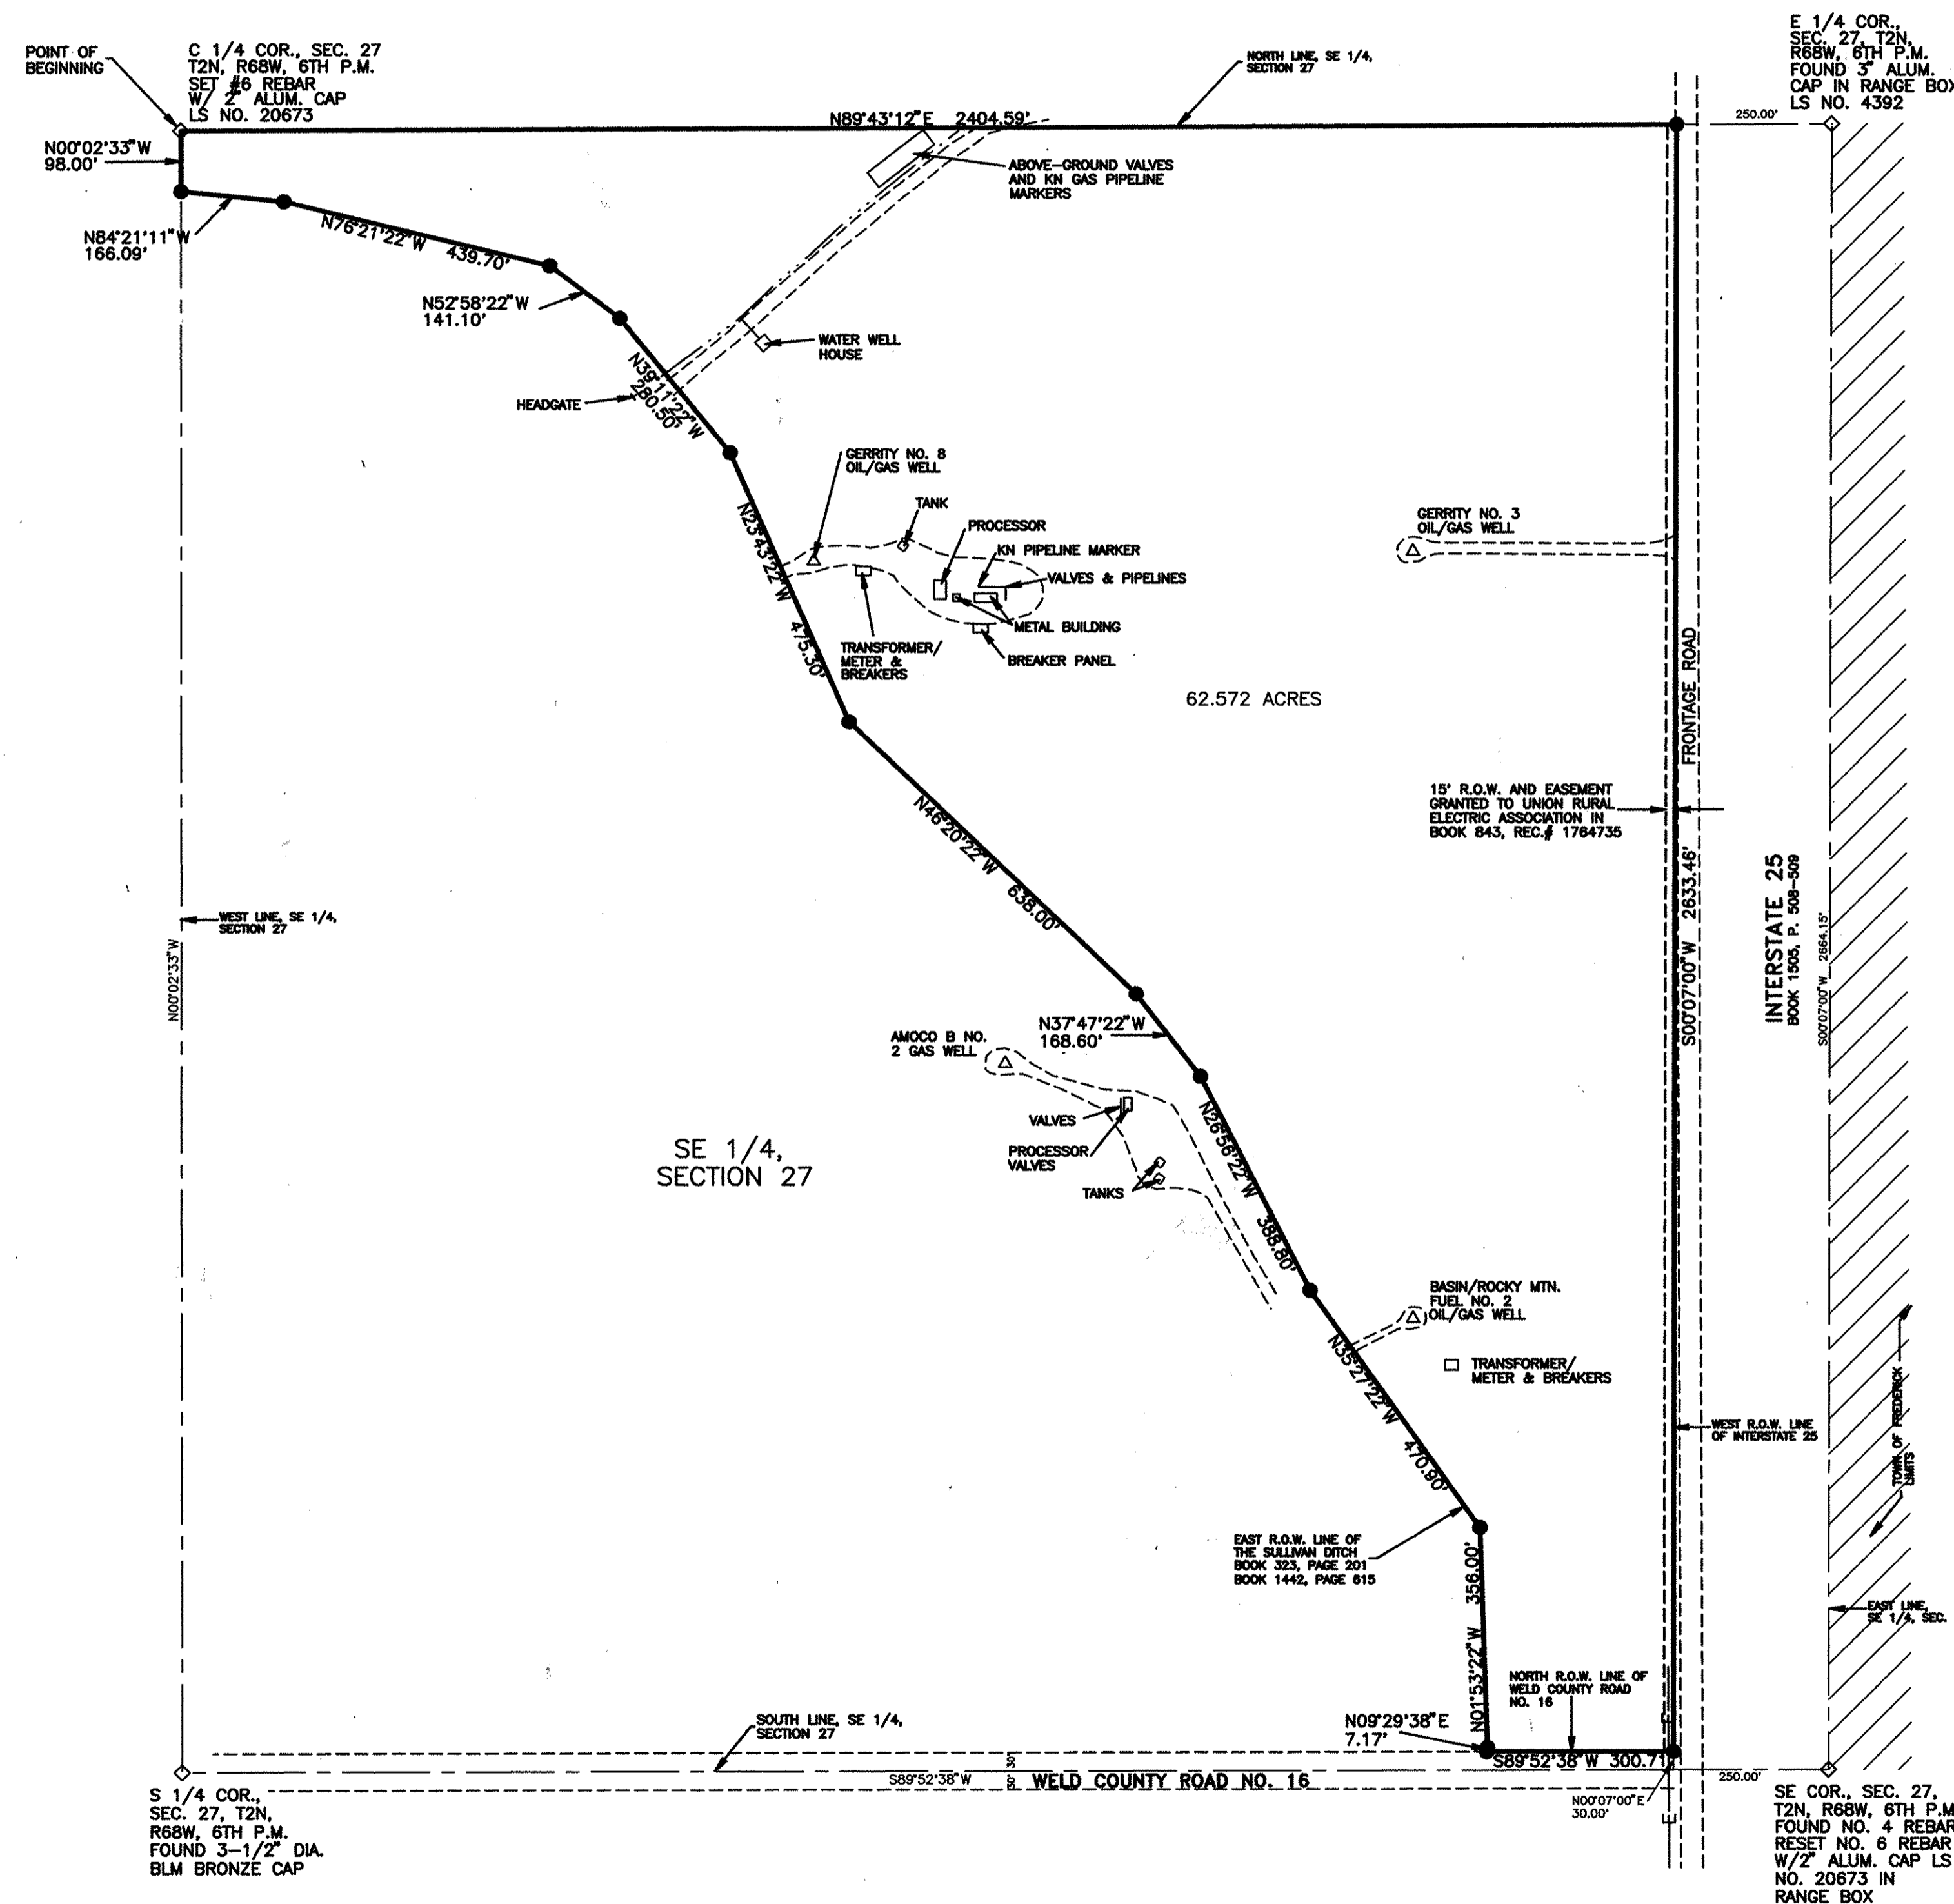 POINT OF
BEGINNING
C 1/4 COR., SEC. 27
T2N, R68W, 6TH P.M.
SET #6 REBAR
W/ 2" ALUM. CAP
LS NO. 20673
NORTH LINE, SE 1/4,
SECTION 27
E 1/4 COR.,
SEC. 27, T2N,
R68W, 6TH P.M.
FOUND 3" ALUM.
CAP IN RANGE BOX
LS NO. 4392
N89°43'12"E 2404.59'
250.00'
N00°02'33"W
98.00'
ABOVE-GROUND VALVES
AND KN GAS PIPELINE
MARKERS
N84°21'11"W
166.09'
N76°21'22"W 439.70'
N52°58'22"W
141.10'
WATER WELL
HOUSE
N39°11'22"W
280.50'
HEADGATE
GERRITY NO. 8
OIL/GAS WELL
TANK
PROCESSOR
KN PIPELINE MARKER
VALVES & PIPELINES
METAL BUILDING
BREAKER PANEL
TRANSFORMER/
METER &
BREAKERS
N23°43'22"W 475.30'
GERRITY NO. 3
OIL/GAS WELL
62.572 ACRES
FRONTAGE ROAD
15' R.O.W. AND EASEMENT
GRANTED TO UNION RURAL
ELECTRIC ASSOCIATION IN
BOOK 843, REC.# 1764735
N46°20'22"W 638.00'
S00°07'00"W 2633.46'
INTERSTATE 25
BOOK 1505, P. 508-509
S00°07'00"W 2664.15'
WEST LINE, SE 1/4,
SECTION 27
N00°02'33"W
N37°47'22"W
168.60'
AMOCO B NO.
2 GAS WELL
VALVES
PROCESSOR
VALVES
TANKS
N26°56'22"W 388.80'
SE 1/4,
SECTION 27
BASIN/ROCKY MTN.
FUEL NO. 2
OIL/GAS WELL
TRANSFORMER/
METER & BREAKERS
N35°27'22"W 470.90'
WEST R.O.W. LINE
OF INTERSTATE 25
TOWN OF FREDERICK
LIMITS
EAST R.O.W. LINE OF
THE SULLIVAN DITCH
BOOK 323, PAGE 201
BOOK 1442, PAGE 615
N01°53'22"W 356.00'
EAST LINE,
SE 1/4, SEC.
NORTH R.O.W. LINE OF
WELD COUNTY ROAD
NO. 16
N09°29'38"E
7.17'
SOUTH LINE, SE 1/4,
SECTION 27
S89°52'38"W 300.71'
S89°52'38"W
30' 30'
WELD COUNTY ROAD NO. 16
250.00'
N00°07'00"E
30.00'
S 1/4 COR.,
SEC. 27, T2N,
R68W, 6TH P.M.
FOUND 3-1/2" DIA.
BLM BRONZE CAP
SE COR., SEC. 27,
T2N, R68W, 6TH P.M
FOUND NO. 4 REBAR
RESET NO. 6 REBAR
W/2" ALUM. CAP LS
NO. 20673 IN
RANGE BOX